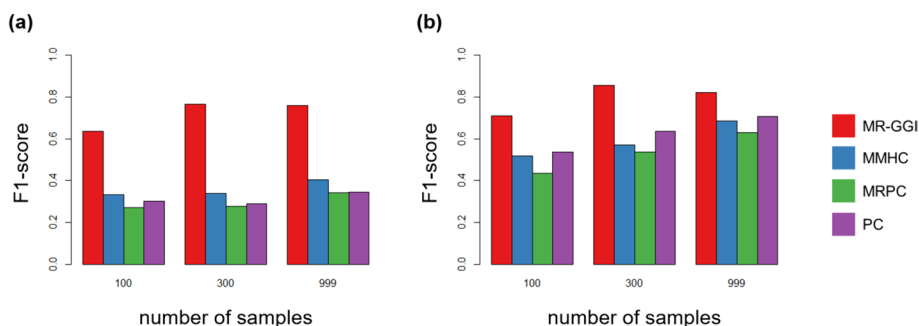 (a)
F1-score
1.0
0.8
0.6
0.4
0.2
0.0
100 300 999
number of samples
(b)
F1-score
1.0
0.8
0.6
0.4
0.2
0.0
100 300 999
number of samples
MR-GGI
MMHC
MRPC
PC